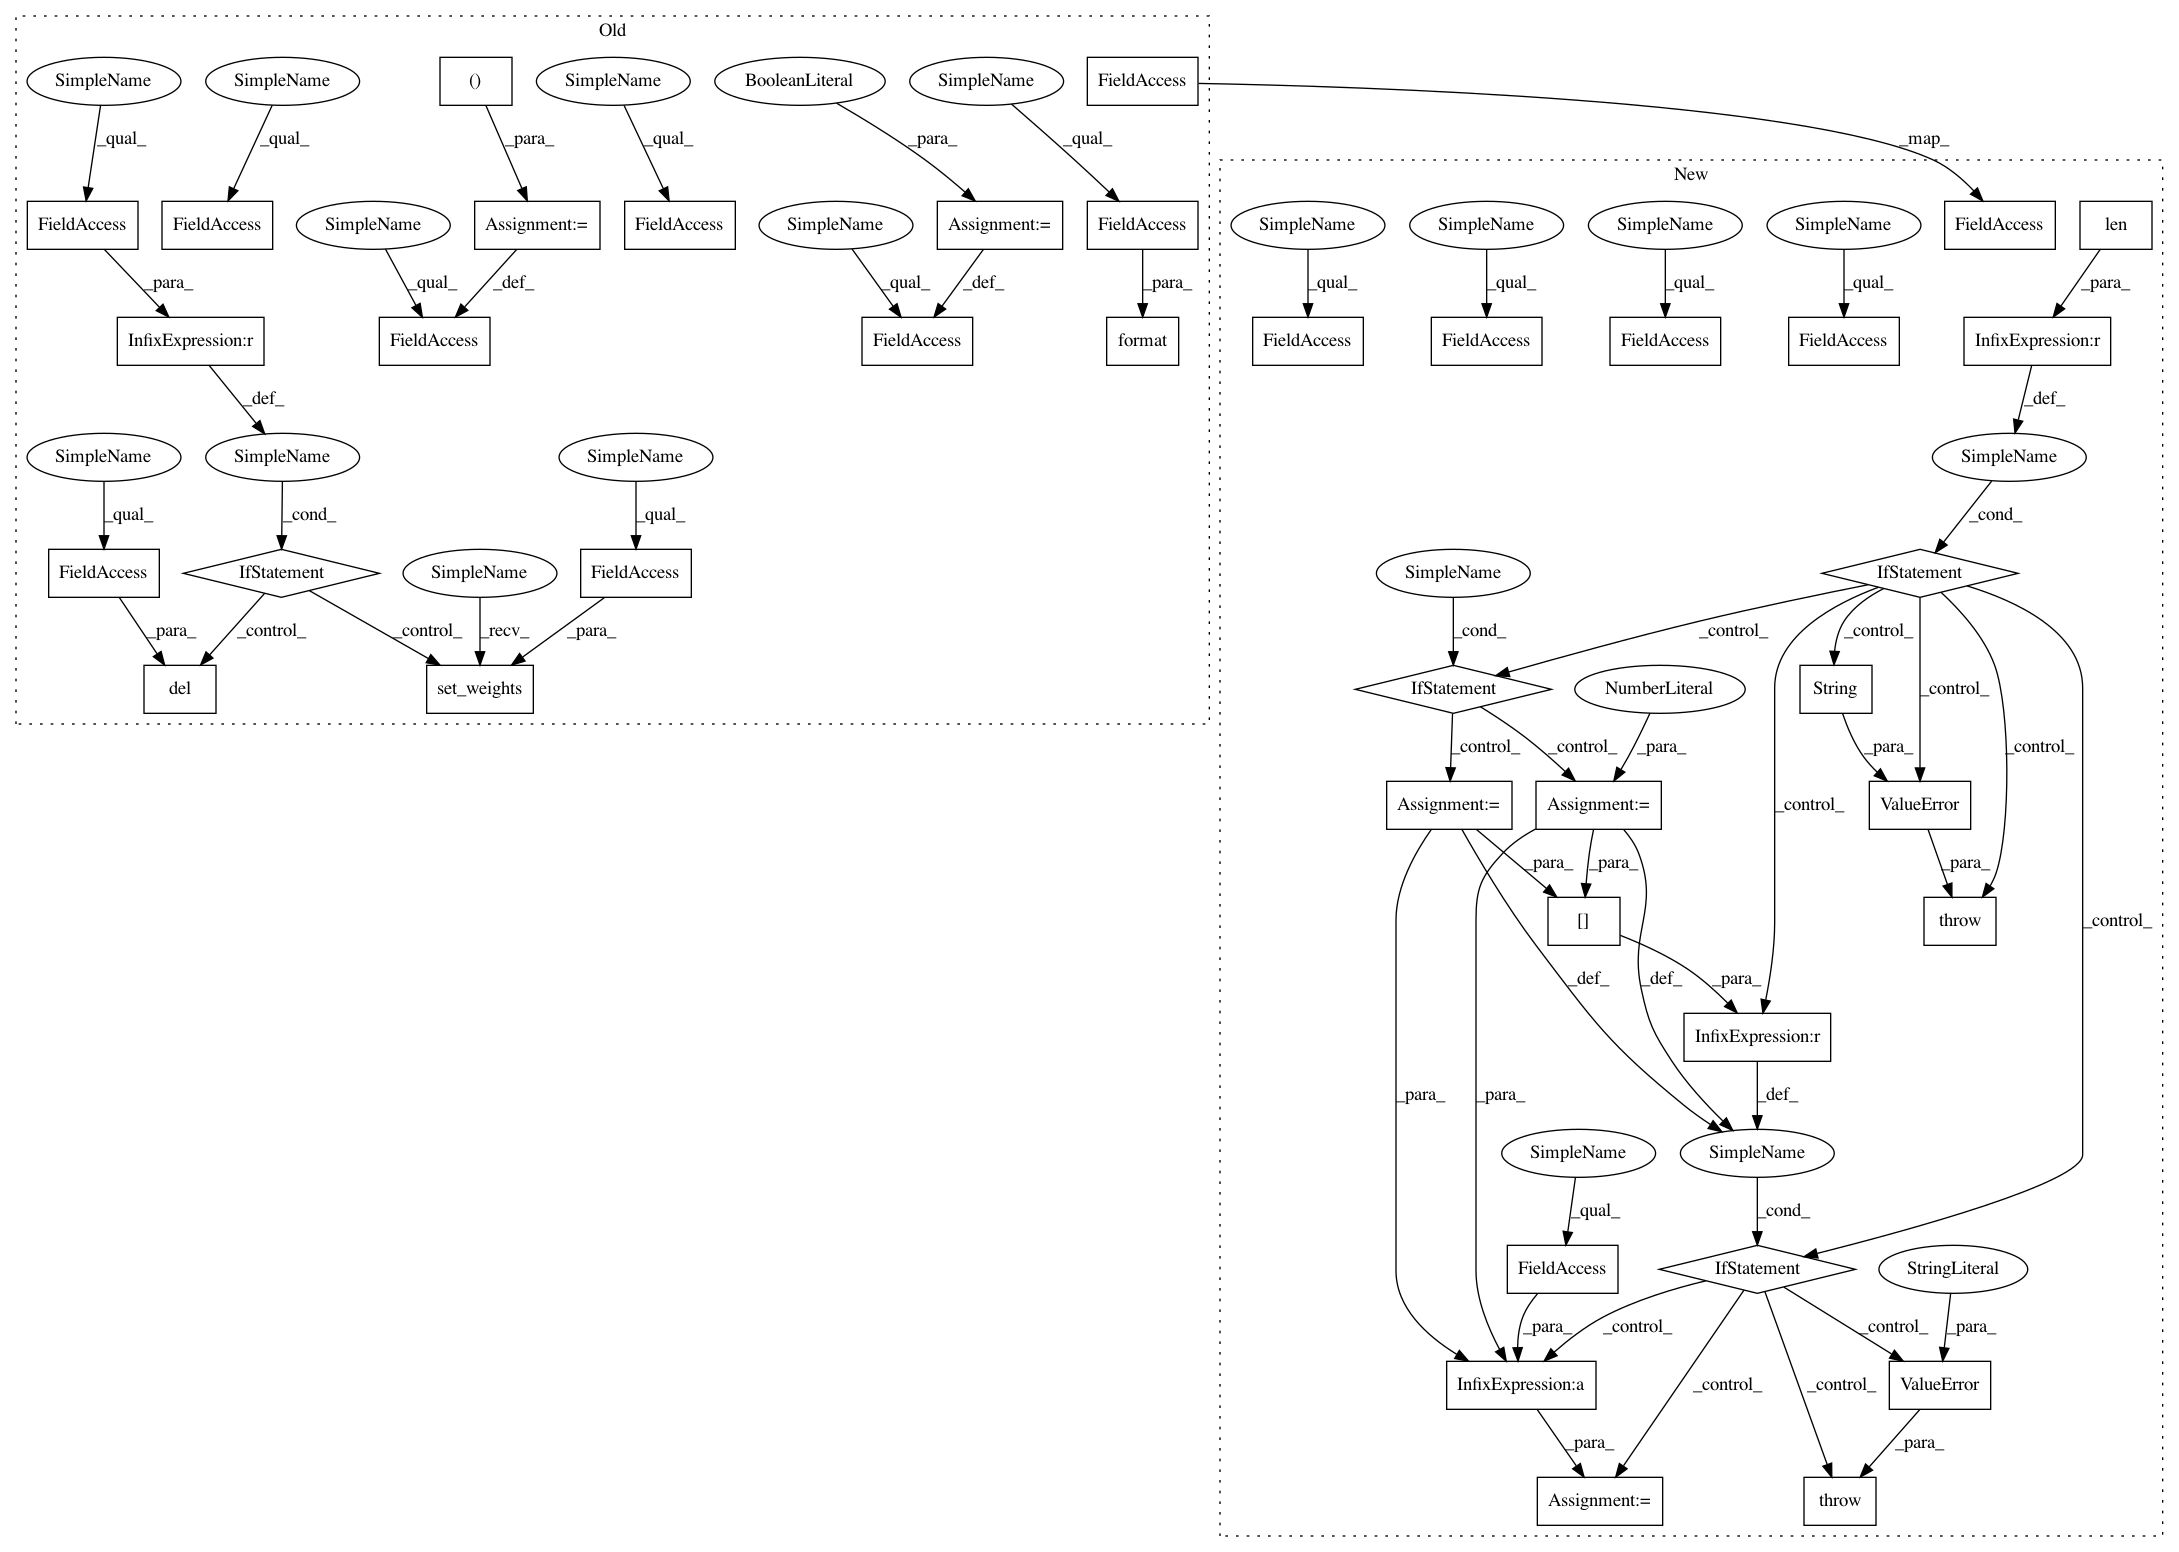 Old
SimpleName
SimpleName
()
SimpleName
BooleanLiteral
SimpleName
FieldAccess
_qual_
_qual_
_para_
_qual_
_para_
_qual_
_map_
New
FieldAccess
FieldAccess
SimpleName
Assignment:=
FieldAccess
SimpleName
Assignment:=
FieldAccess
SimpleName
SimpleName
SimpleName
SimpleName
FieldAccess
len
_para_
_qual_
_def_
_qual_
_def_
_para_
_qual_
_qual_
_qual_
_qual_
_para_
InfixExpression:r
FieldAccess
FieldAccess
format
FieldAccess
FieldAccess
FieldAccess
FieldAccess
InfixExpression:r
_def_
_def_
SimpleName
SimpleName
SimpleName
SimpleName
_qual_
_cond_
_qual_
_cond_
FieldAccess
IfStatement
SimpleName
FieldAccess
SimpleName
IfStatement
_para_
_control_
_control_
_recv_
_para_
_cond_
_control_
_control_
del
set_weights
IfStatement
NumberLiteral
String
_control_
_control_
_control_
_para_
_para_
_control_
Assignment:=
Assignment:=
_control_
ValueError
_para_
_para_
_para_
[]
throw
_control_
_def_
_def_
_para_
InfixExpression:r
_para_
_para_
_def_
SimpleName
SimpleName
_qual_
_cond_
FieldAccess
IfStatement
StringLiteral
_para_
_control_
_control_
_para_
InfixExpression:a
_control_
_control_
ValueError
_para_
_para_
Assignment:=
throw